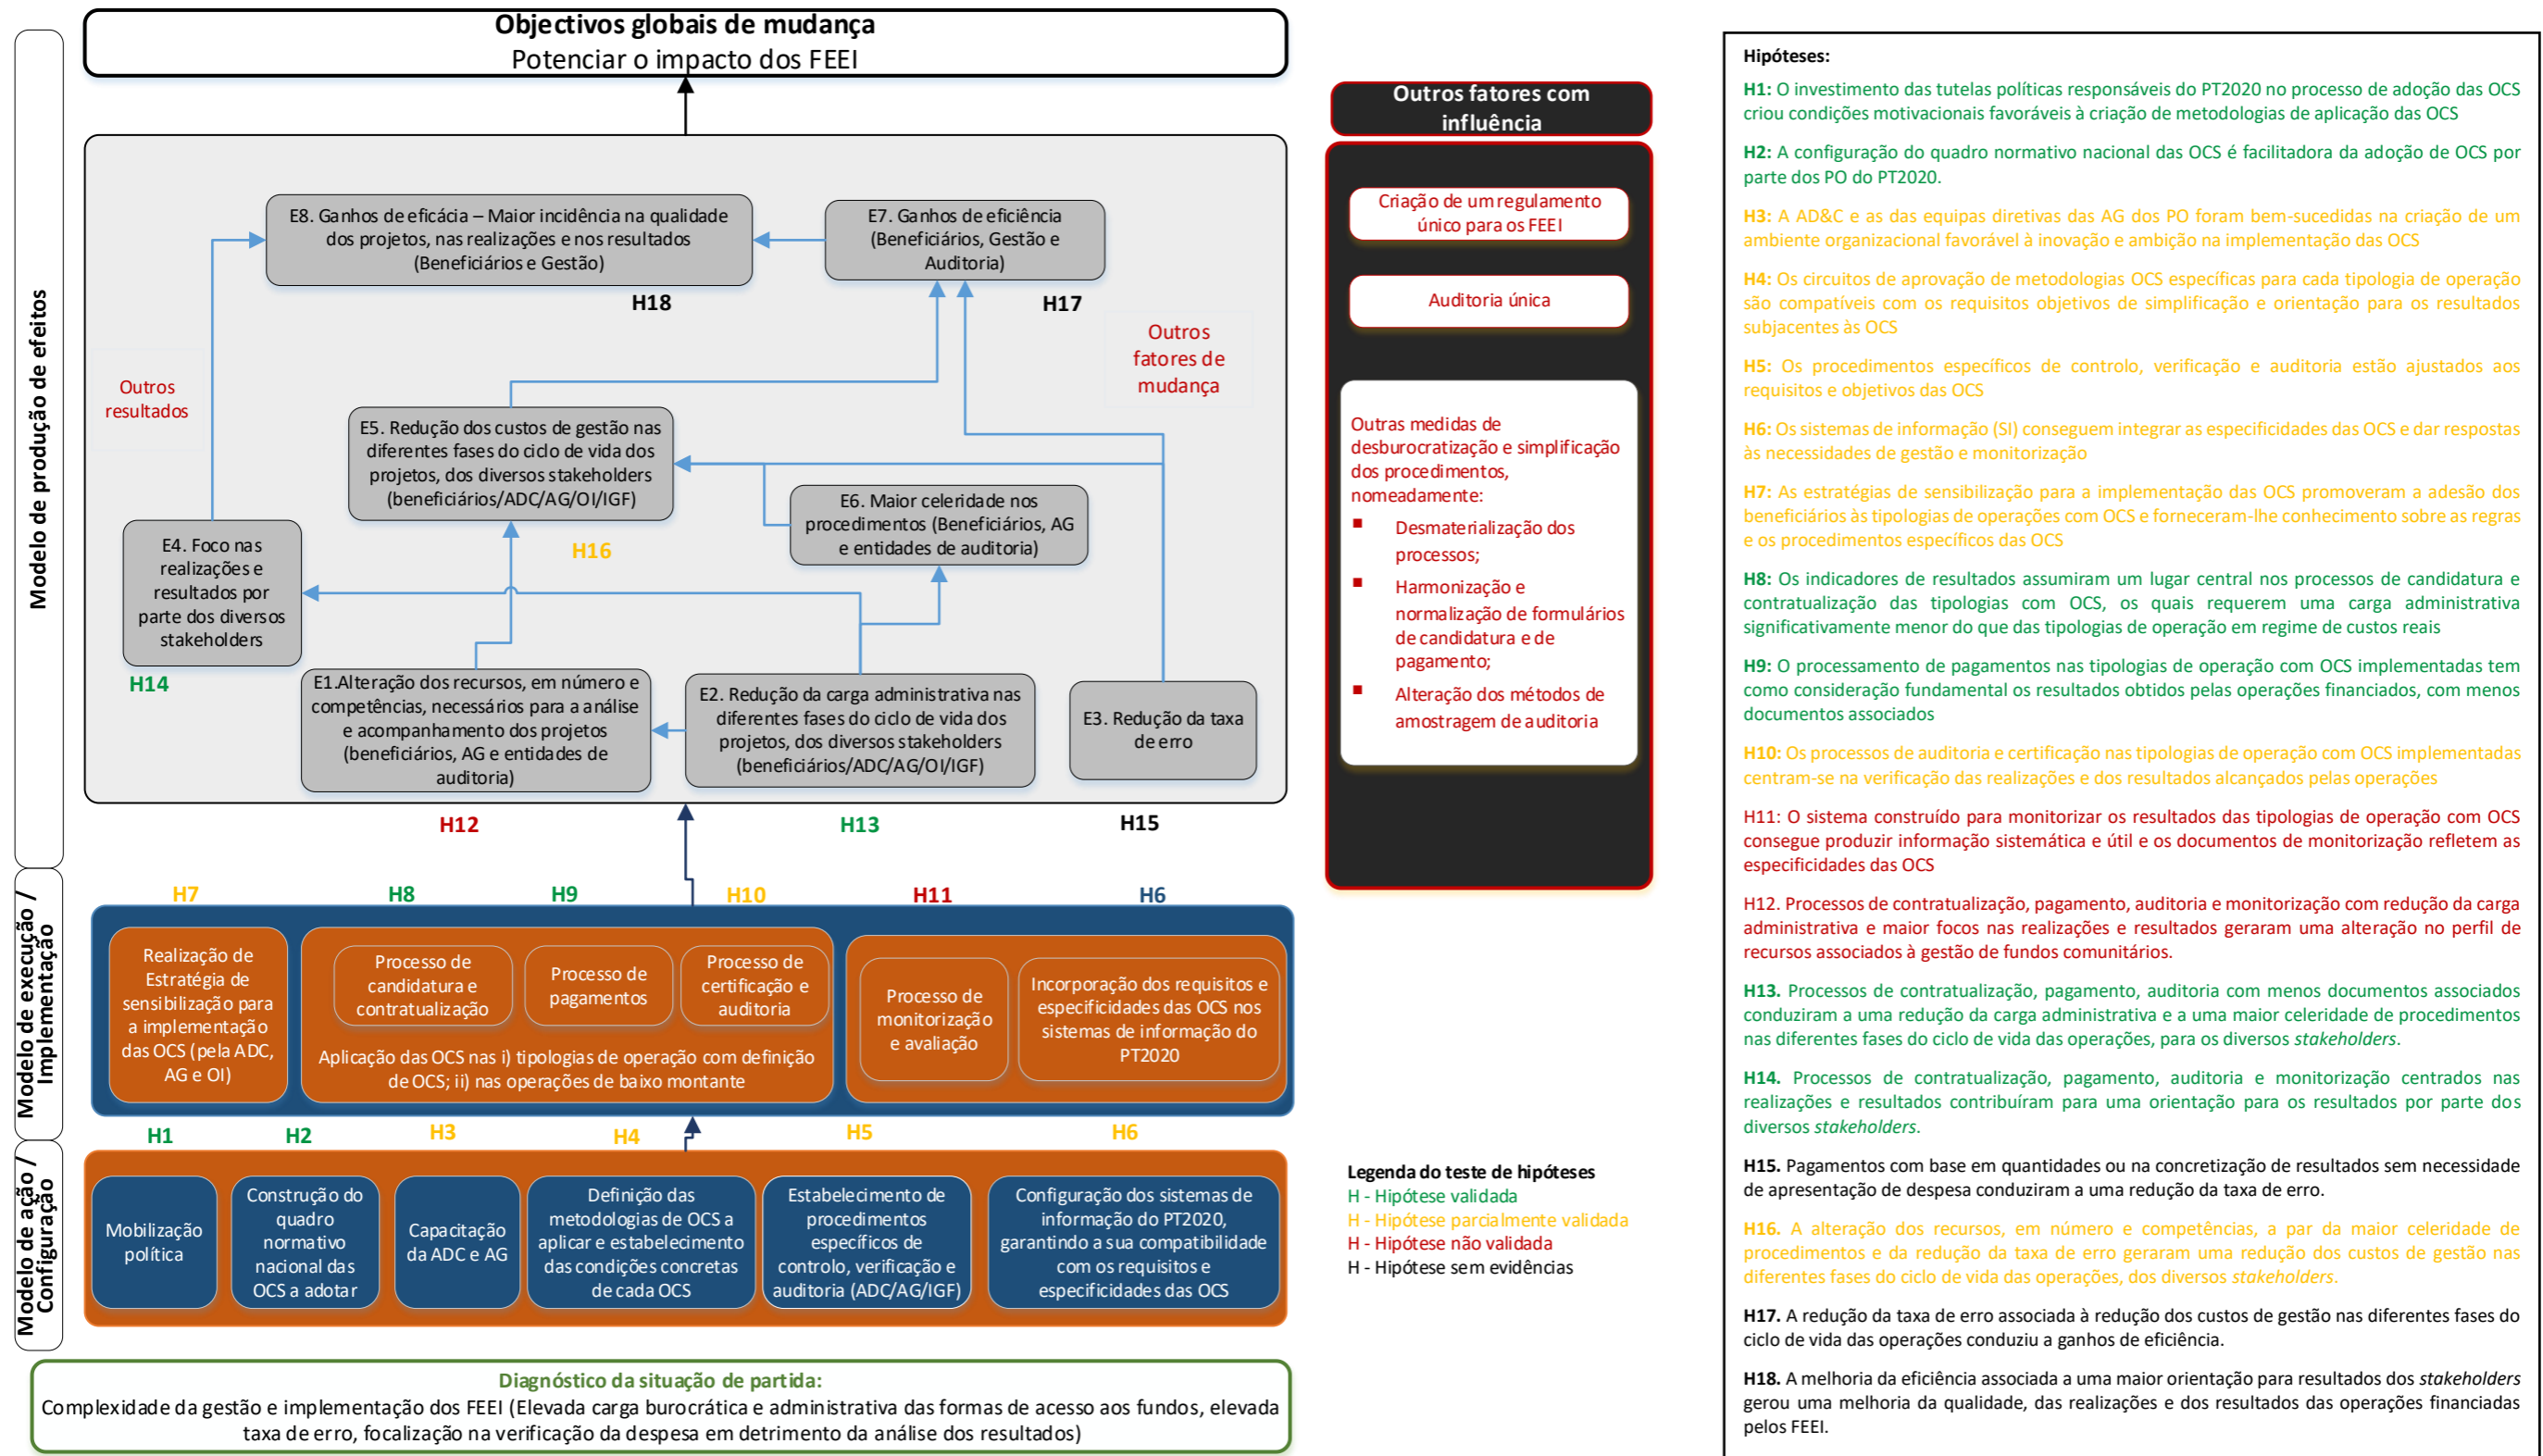 Objectivos globais de mudança
Potenciar o impacto dos FEEI
Modelo de produção de efeitos
E8. Ganhos de eficácia – Maior incidência na qualidade
dos projetos, nas realizações e nos resultados
(Beneficiários e Gestão)
H18
E7. Ganhos de eficiência
(Beneficiários, Gestão e
Auditoria)
H17
Outros
resultados
Outros
fatores de
mudança
E5. Redução dos custos de gestão nas
diferentes fases do ciclo de vida dos
projetos, dos diversos stakeholders
(beneficiários/ADC/AG/OI/IGF)
H16
E6. Maior celeridade nos
procedimentos (Beneficiários, AG
e entidades de auditoria)
E4. Foco nas
realizações e
resultados por
parte dos diversos
stakeholders
H14
E1.Alteração dos recursos, em número e
competências, necessários para a análise
e acompanhamento dos projetos
(beneficiários, AG e entidades de
auditoria)
E2. Redução da carga administrativa nas
diferentes fases do ciclo de vida dos
projetos, dos diversos stakeholders
(beneficiários/ADC/AG/OI/IGF)
E3. Redução da taxa
de erro
H12
H13
H15
Modelo de execução /
Implementação
H7
H8
H9
H10
H11
H6
Realização de
Estratégia de
sensibilização para
a implementação
das OCS (pela ADC,
AG e OI)
Processo de
candidatura e
contratualização
Processo de
pagamentos
Processo de
certificação e
auditoria
Aplicação das OCS nas i) tipologias de operação com definição
de OCS; ii) nas operações de baixo montante
Processo de
monitorização
e avaliação
Incorporação dos requisitos e
especificidades das OCS nos
sistemas de informação do
PT2020
Modelo de ação /
Configuração
H1
H2
H3
H4
H5
H6
Mobilização
política
Construção do
quadro
normativo
nacional das
OCS a adotar
Capacitação
da ADC e AG
Definição das
metodologias de OCS a
aplicar e estabelecimento
das condições concretas
de cada OCS
Estabelecimento de
procedimentos
específicos de
controlo, verificação e
auditoria (ADC/AG/IGF)
Configuração dos sistemas de
informação do PT2020,
garantindo a sua compatibilidade
com os requisitos e
especificidades das OCS
Diagnóstico da situação de partida:
Complexidade da gestão e implementação dos FEEI (Elevada carga burocrática e administrativa das formas de acesso aos fundos, elevada
taxa de erro, focalização na verificação da despesa em detrimento da análise dos resultados)
Outros fatores com
influência
Criação de um regulamento
único para os FEEI
Auditoria única
Outras medidas de
desburocratização e simplificação
dos procedimentos,
nomeadamente:
▪ Desmaterialização dos
processos;
▪ Harmonização e
normalização de formulários
de candidatura e de
pagamento;
▪ Alteração dos métodos de
amostragem de auditoria
Legenda do teste de hipóteses
H - Hipótese validada
H - Hipótese parcialmente validada
H - Hipótese não validada
H - Hipótese sem evidências
Hipóteses:
H1: O investimento das tutelas políticas responsáveis do PT2020 no processo de adoção das OCS
criou condições motivacionais favoráveis à criação de metodologias de aplicação das OCS
H2: A configuração do quadro normativo nacional das OCS é facilitadora da adoção de OCS por
parte dos PO do PT2020.
H3: A AD&C e as das equipas diretivas das AG dos PO foram bem-sucedidas na criação de um
ambiente organizacional favorável à inovação e ambição na implementação das OCS
H4: Os circuitos de aprovação de metodologias OCS específicas para cada tipologia de operação
são compatíveis com os requisitos objetivos de simplificação e orientação para os resultados
subjacentes às OCS
H5: Os procedimentos específicos de controlo, verificação e auditoria estão ajustados aos
requisitos e objetivos das OCS
H6: Os sistemas de informação (SI) conseguem integrar as especificidades das OCS e dar respostas
às necessidades de gestão e monitorização
H7: As estratégias de sensibilização para a implementação das OCS promoveram a adesão dos
beneficiários às tipologias de operações com OCS e forneceram-lhe conhecimento sobre as regras
e os procedimentos específicos das OCS
H8: Os indicadores de resultados assumiram um lugar central nos processos de candidatura e
contratualização das tipologias com OCS, os quais requerem uma carga administrativa
significativamente menor do que das tipologias de operação em regime de custos reais
H9: O processamento de pagamentos nas tipologias de operação com OCS implementadas tem
como consideração fundamental os resultados obtidos pelas operações financiados, com menos
documentos associados
H10: Os processos de auditoria e certificação nas tipologias de operação com OCS implementadas
centram-se na verificação das realizações e dos resultados alcançados pelas operações
H11: O sistema construído para monitorizar os resultados das tipologias de operação com OCS
consegue produzir informação sistemática e útil e os documentos de monitorização refletem as
especificidades das OCS
H12. Processos de contratualização, pagamento, auditoria e monitorização com redução da carga
administrativa e maior focos nas realizações e resultados geraram uma alteração no perfil de
recursos associados à gestão de fundos comunitários.
H13. Processos de contratualização, pagamento, auditoria com menos documentos associados
conduziram a uma redução da carga administrativa e a uma maior celeridade de procedimentos
nas diferentes fases do ciclo de vida das operações, para os diversos stakeholders.
H14. Processos de contratualização, pagamento, auditoria e monitorização centrados nas
realizações e resultados contribuíram para uma orientação para os resultados por parte dos
diversos stakeholders.
H15. Pagamentos com base em quantidades ou na concretização de resultados sem necessidade
de apresentação de despesa conduziram a uma redução da taxa de erro.
H16. A alteração dos recursos, em número e competências, a par da maior celeridade de
procedimentos e da redução da taxa de erro geraram uma redução dos custos de gestão nas
diferentes fases do ciclo de vida das operações, dos diversos stakeholders.
H17. A redução da taxa de erro associada à redução dos custos de gestão nas diferentes fases do
ciclo de vida das operações conduziu a ganhos de eficiência.
H18. A melhoria da eficiência associada a uma maior orientação para resultados dos stakeholders
gerou uma melhoria da qualidade, das realizações e dos resultados das operações financiadas
pelos FEEI.